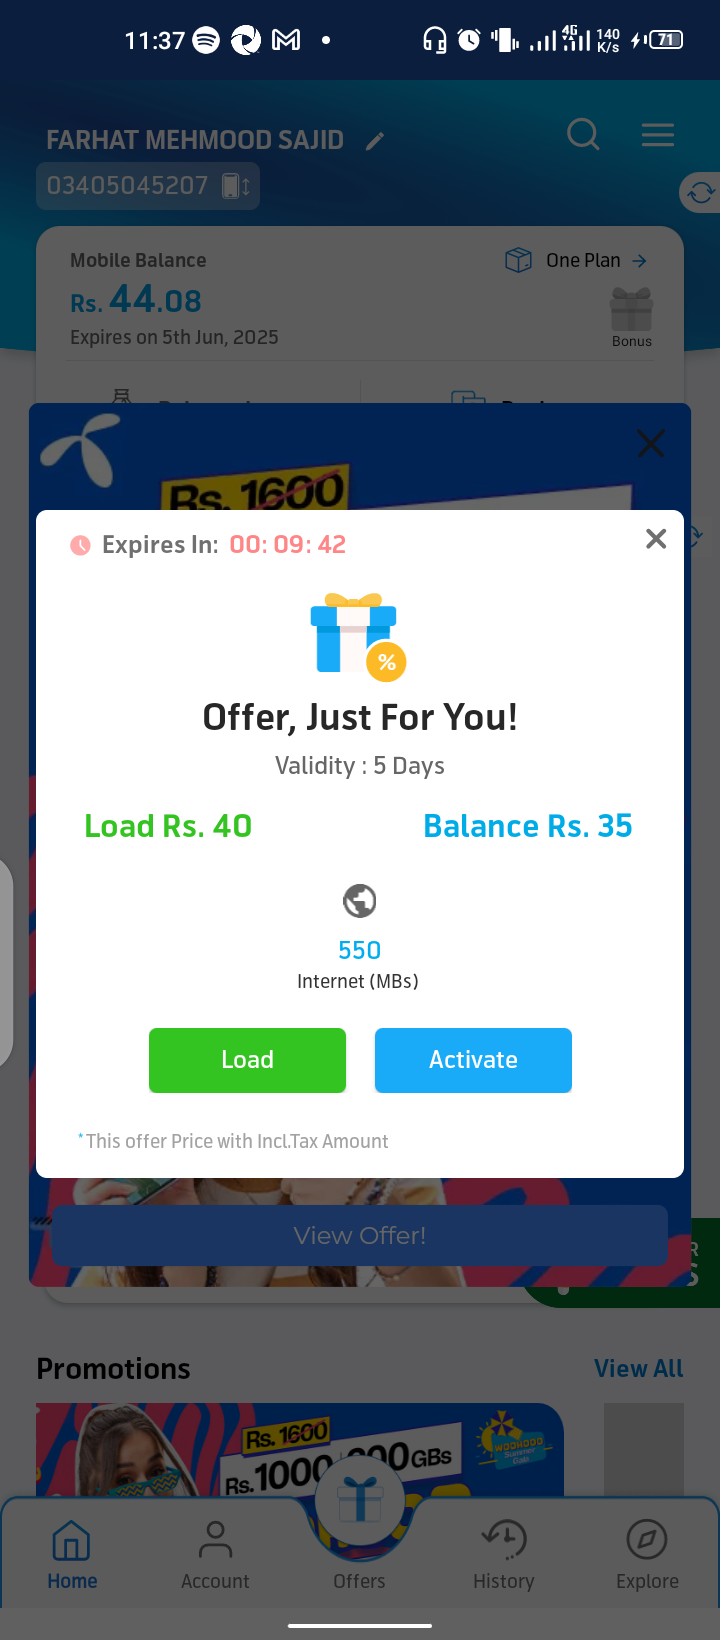 11:37
4G
140
K/s
71
FARHAT MEHMOOD SAJID
03405045207
Mobile Balance
One Plan
Rs. 44.08
Expires on 5th Jun, 2025
Bonus
Rs. 1600
Expires In: 00: 09: 42
%
Offer, Just For You!
Validity : 5 Days
Load Rs. 40
Balance Rs. 35
550
Internet (MBs)
Load
Activate
*This offer Price with Incl.Tax Amount
View Offer!
Promotions
View All
Rs. 1600
Rs. 1000
GBs
WOOHOO
Summer
Home
Account
Offers
History
Explore